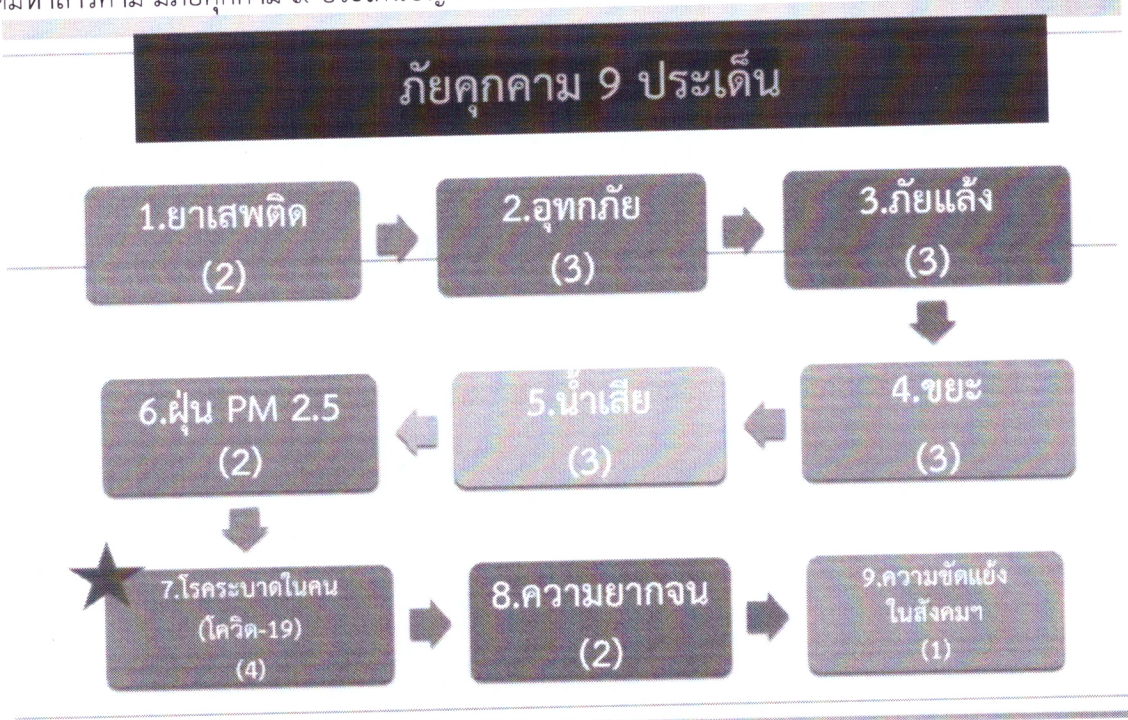 ภัยคุกคาม 9 ประเด็น
1.ยาเสพติด
(2)
2.อุทกภัย
(3)
3.ภัยแล้ง
(3)
4.ขยะ
(3)
5.น้ำเสีย
(3)
6.ฝุ่น PM 2.5
(2)
7.โรคระบาดในคน
(โควิด-19)
(4)
8.ความยากจน
(2)
9.ความขัดแย้ง
ในสังคมฯ
(1)